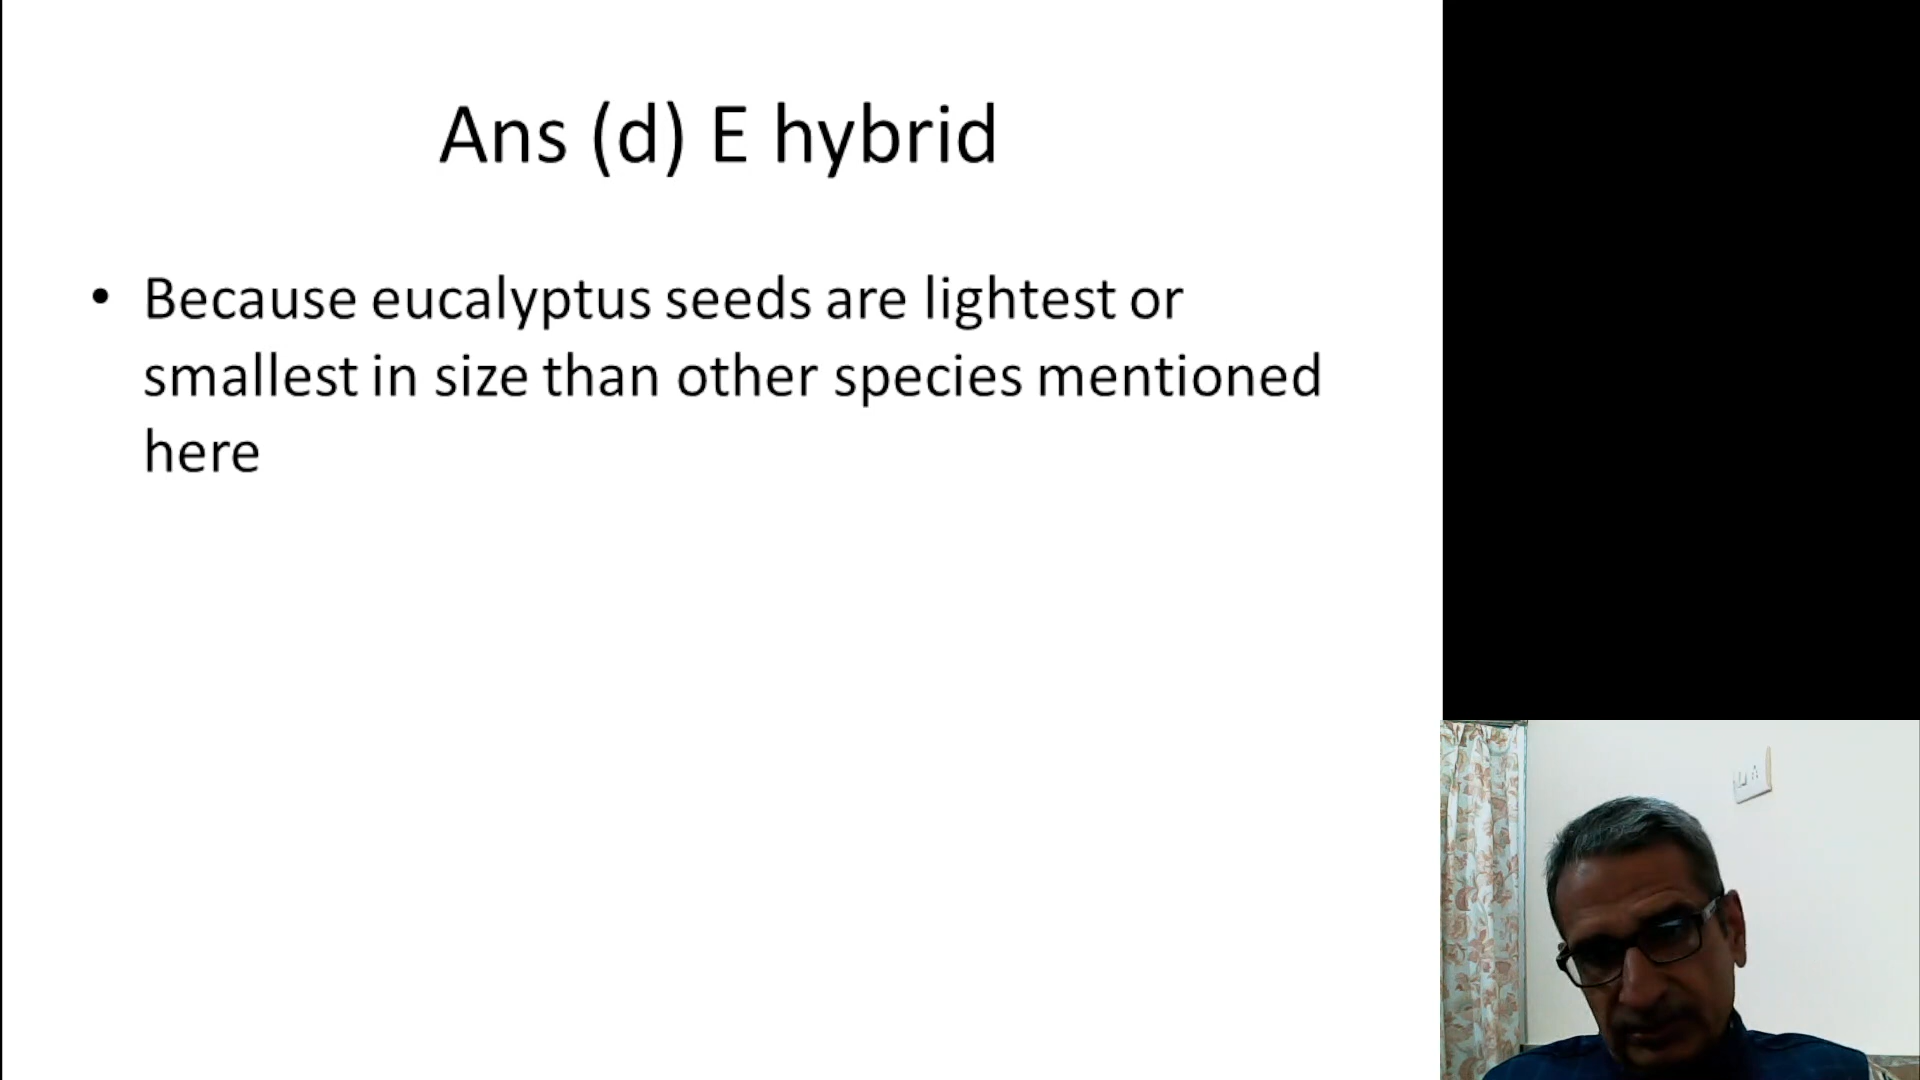 Ans (d) E hybrid
• Because eucalyptus seeds are lightest or
smallest in size than other species mentioned
here